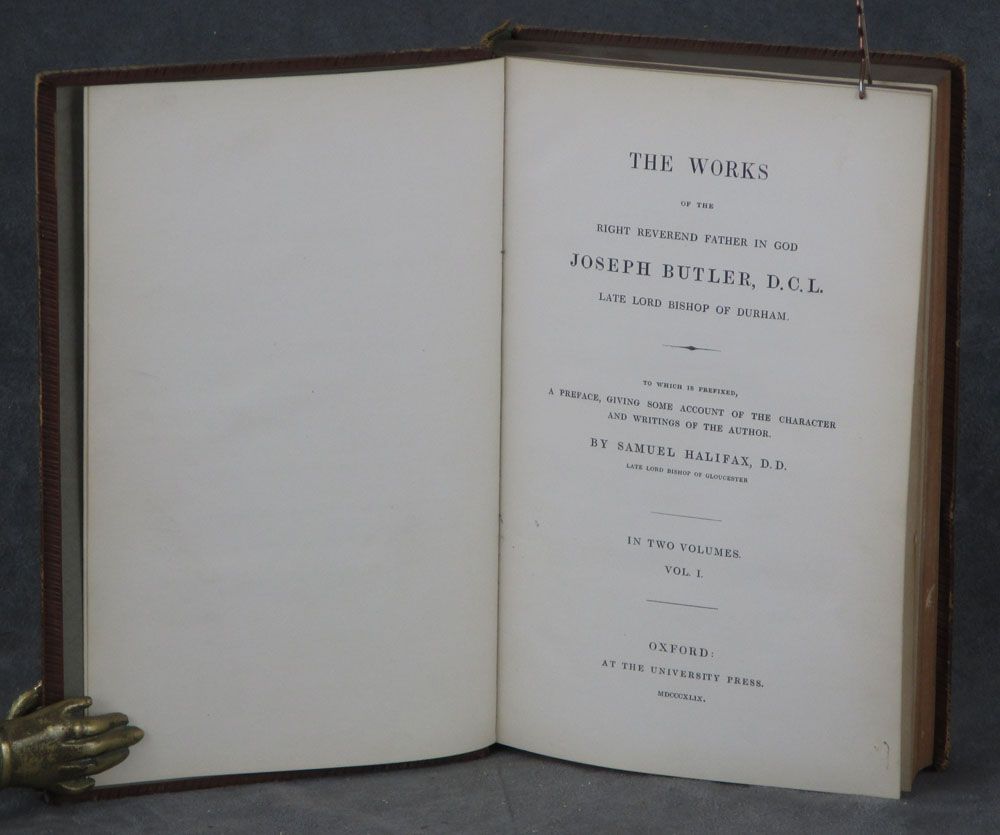 THE WORKS
OF THE
RIGHT REVEREND FATHER IN GOD
JOSEPH BUTLER, D.C.L.
LATE LORD BISHOP OF DURHAM.
TO WHICH IS PREFIXED,
A PREFACE, GIVING SOME ACCOUNT OF THE CHARACTER
AND WRITINGS OF THE AUTHOR.
BY SAMUEL HALIFAX, D.D.
LATE LORD BISHOP OF GLOUCESTER
IN TWO VOLUMES.
VOL. I.
OXFORD:
AT THE UNIVERSITY PRESS.
MDCCCXLIX.